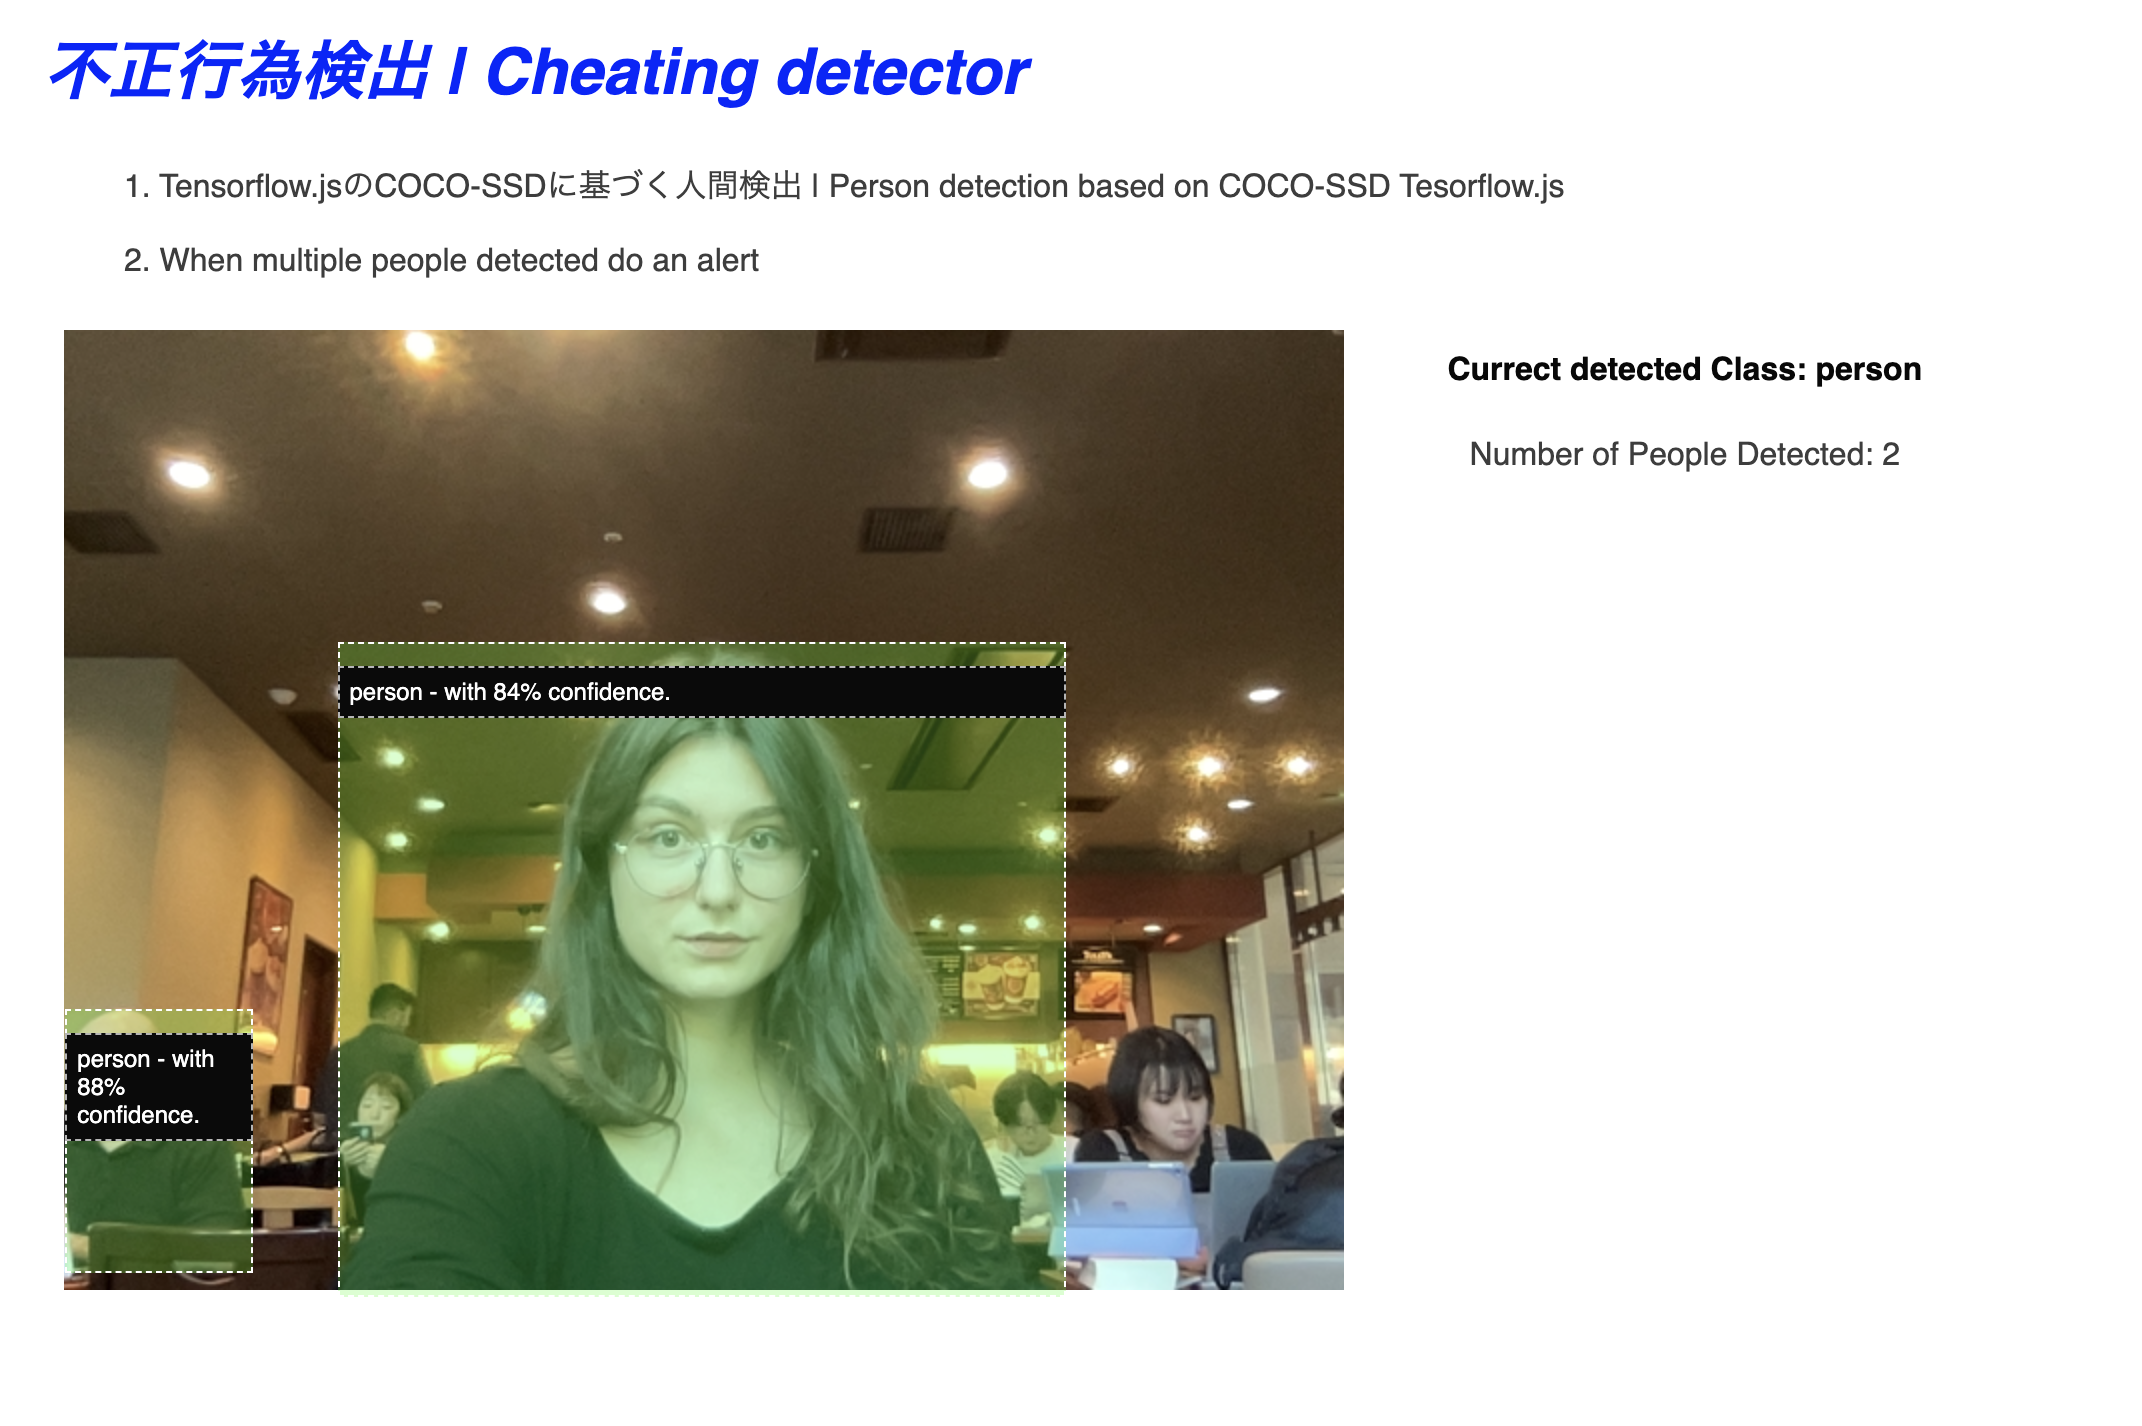 不正行為検出 l Cheating detector
1. Tensorflow.jsのCOCO-SSDに基づく人間検出 l Person detection based on COCO-SSD Tesorflow.js
2. When multiple people detected do an alert
Currect detected Class: person
Number of People Detected: 2
person - with 84% confidence.
person - with
88%
confidence.